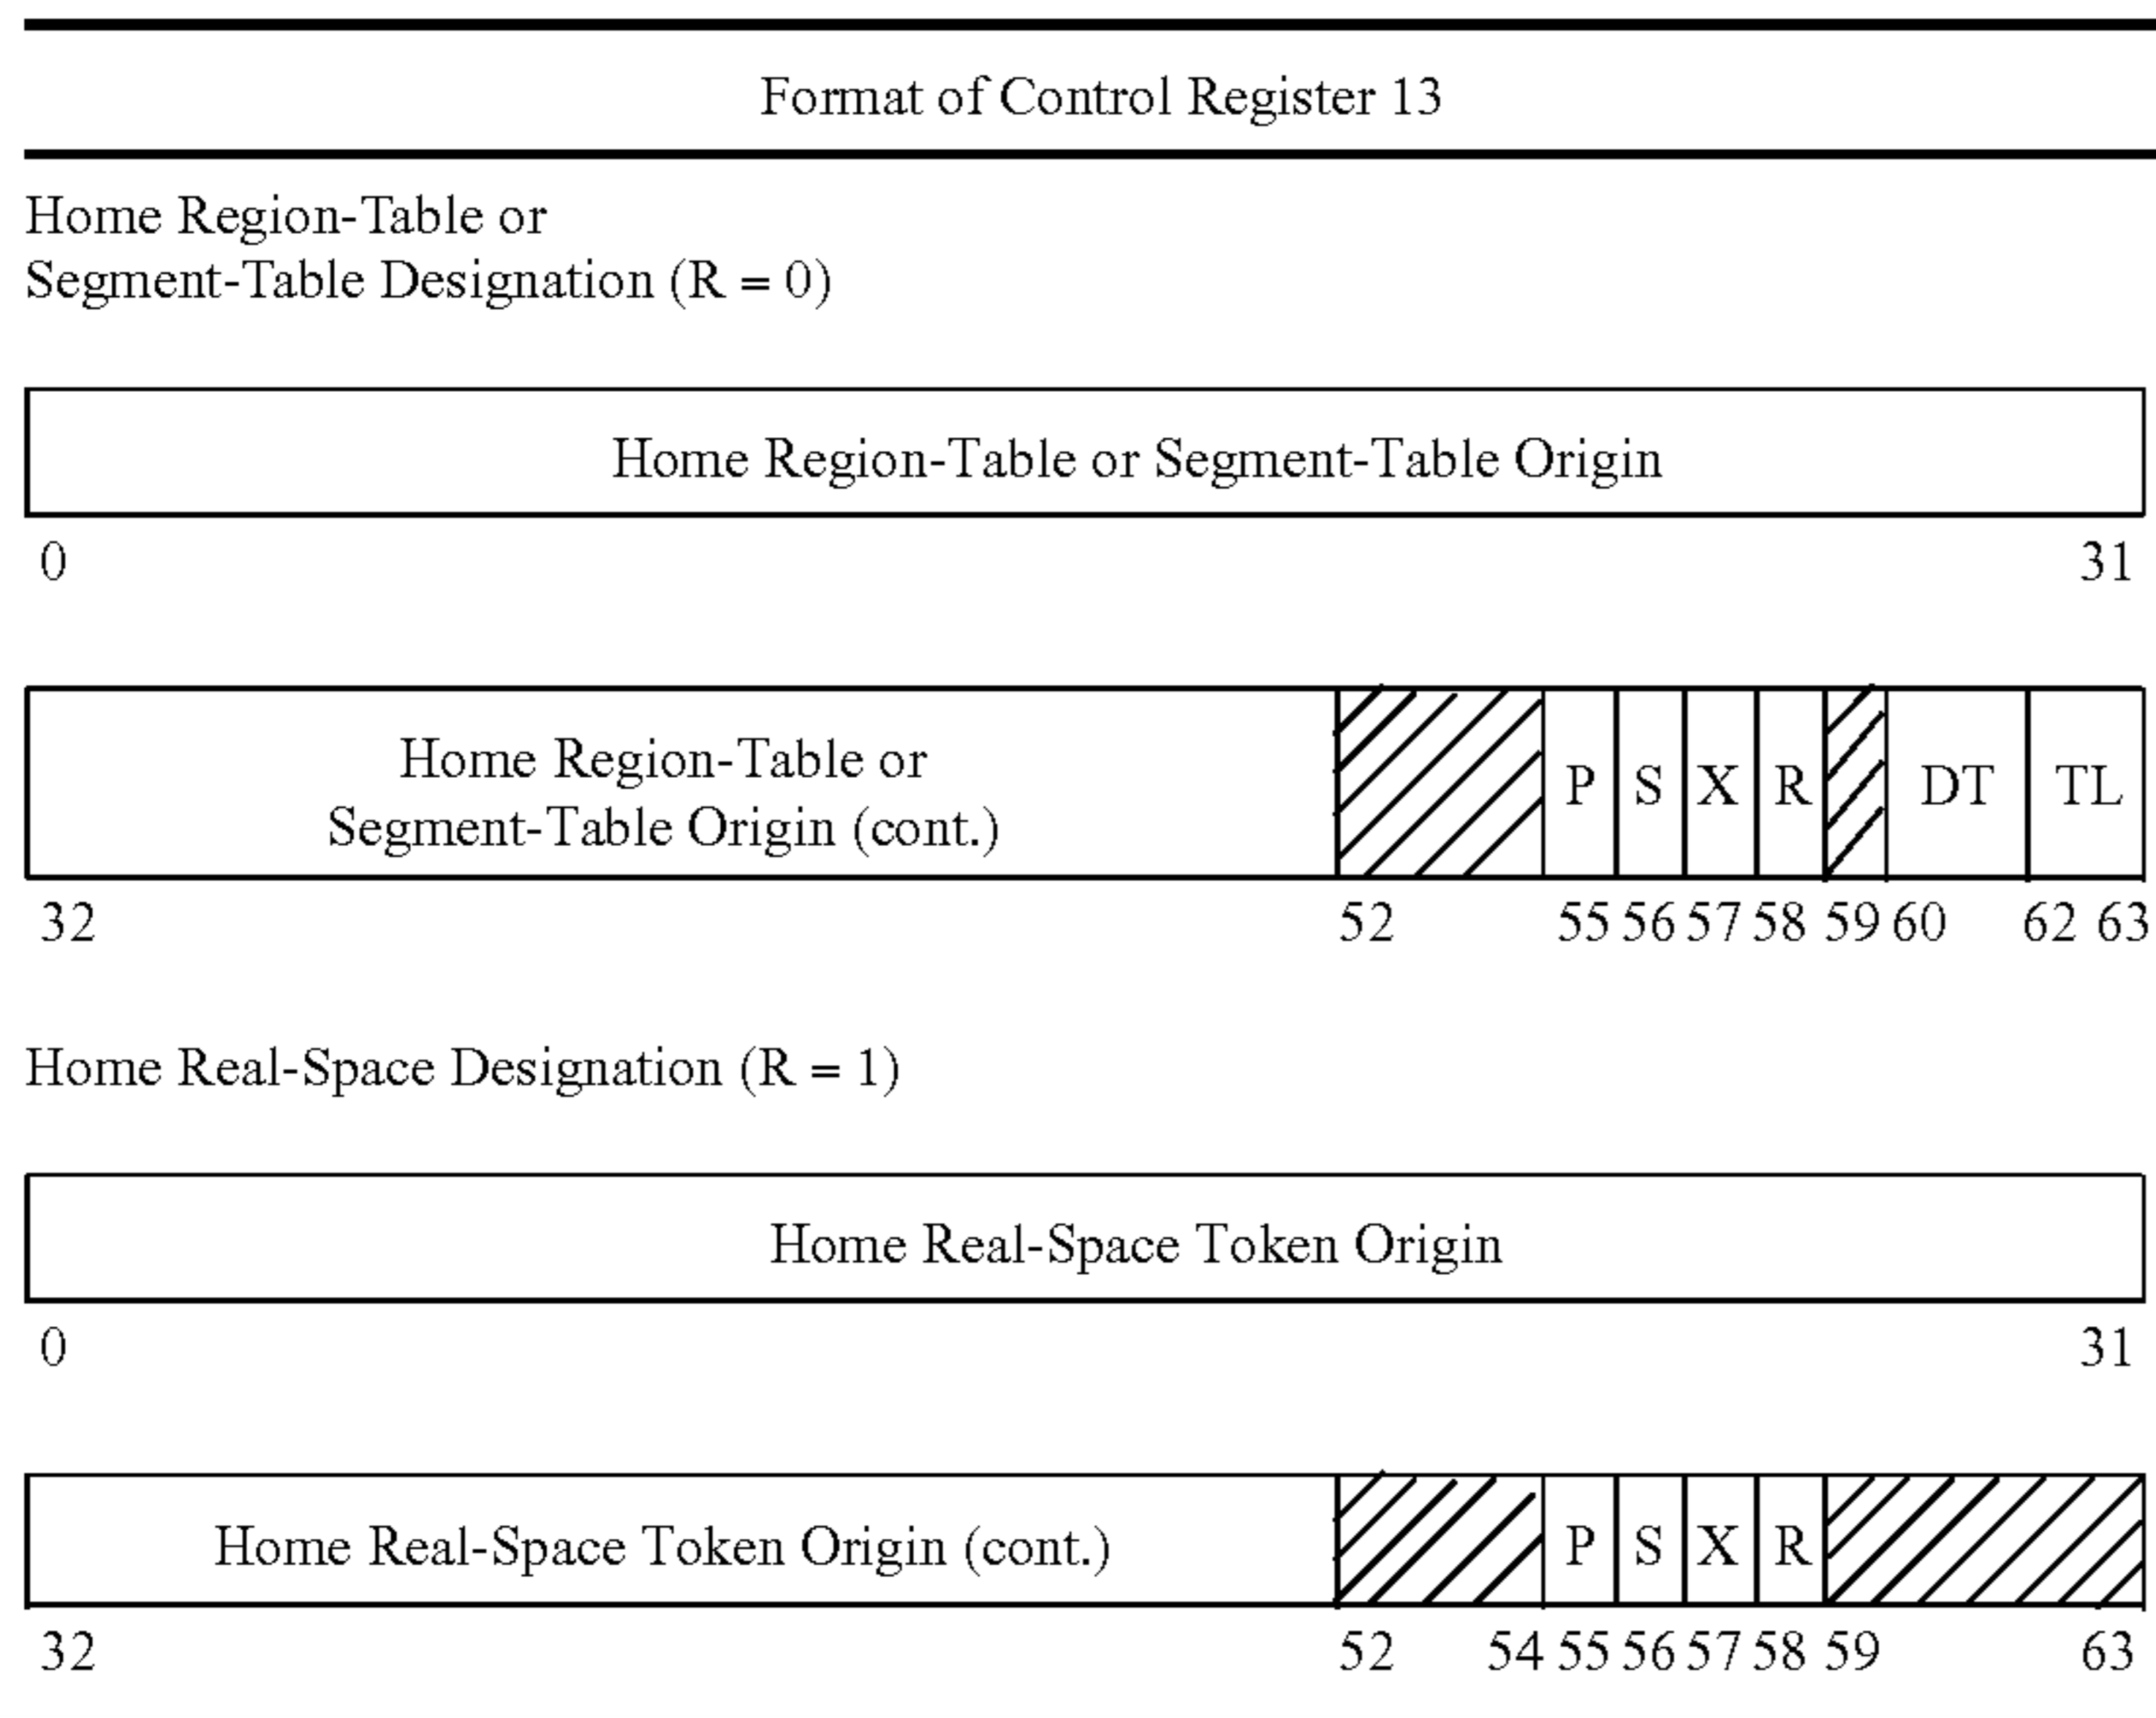 Format of Control Register 13
Home Region-Table or
Segment-Table Designation (R = 0)
Home Region-Table or Segment-Table Origin
0 31
Home Region-Table or
Segment-Table Origin (cont.)
P S X R DT TL
32 52 55 56 57 58 59 60 62 63
Home Real-Space Designation (R = 1)
Home Real-Space Token Origin
0 31
Home Real-Space Token Origin (cont.) P S X R
32 52 54 55 56 57 58 59 63